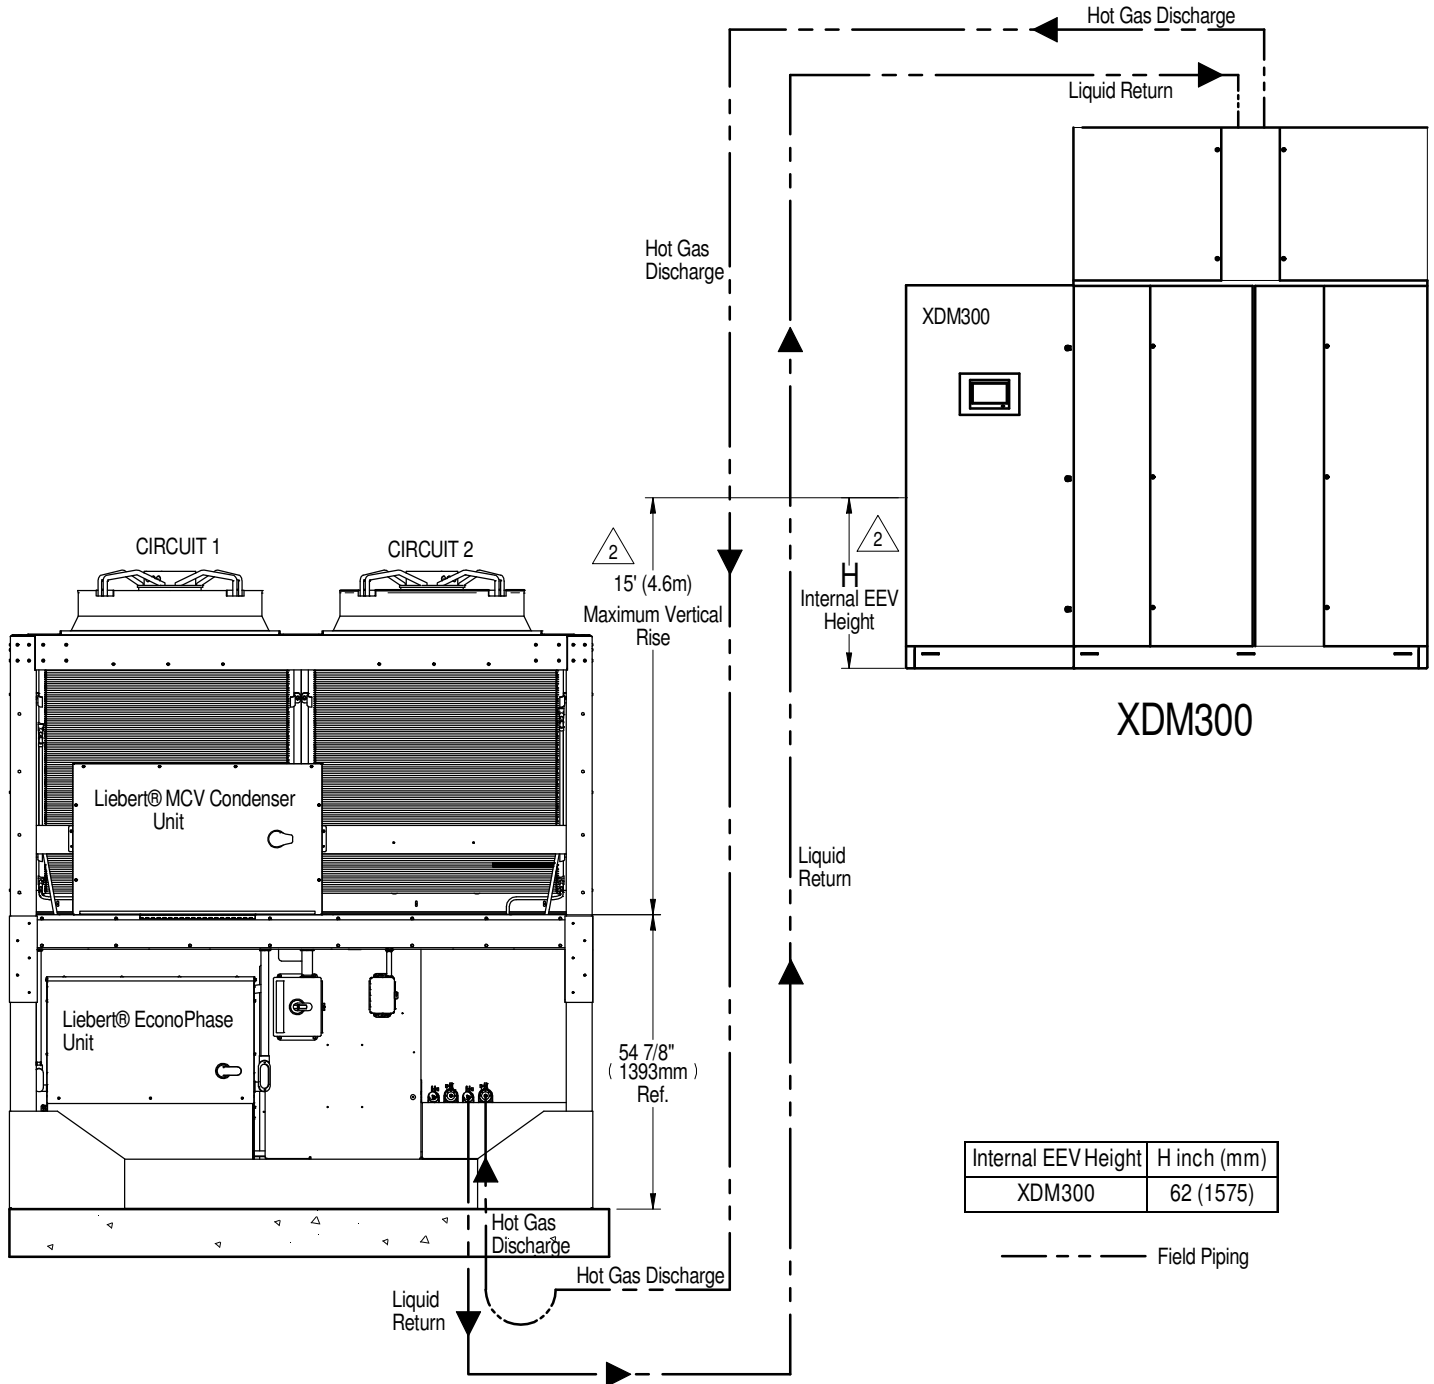 Hot Gas Discharge
Liquid Return
Hot Gas
Discharge
XDM300
CIRCUIT 1
CIRCUIT 2
2
15' (4.6m)
Maximum Vertical
Rise
2
H
Internal EEV
Height
XDM300
Liebert® MCV Condenser
Unit
Liquid
Return
Liebert® EconoPhase
Unit
54 7/8"
( 1393mm )
Ref.
Internal EEV Height H inch (mm)
XDM300 62 (1575)
Hot Gas
Discharge
Hot Gas Discharge
Field Piping
Liquid
Return